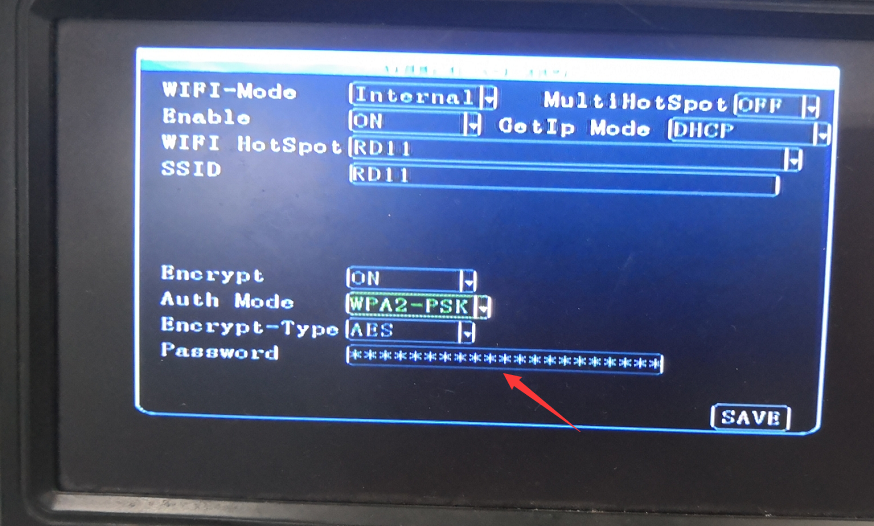 WIFI-Mode Internal MultiHotSpot OFF
Enable ON GetIp Mode DHCP
WIFI HotSpot RD11
SSID RD11
Encrypt ON
Auth Mode WPA2-PSK
Encrypt-Type AES
Password *********************
SAVE